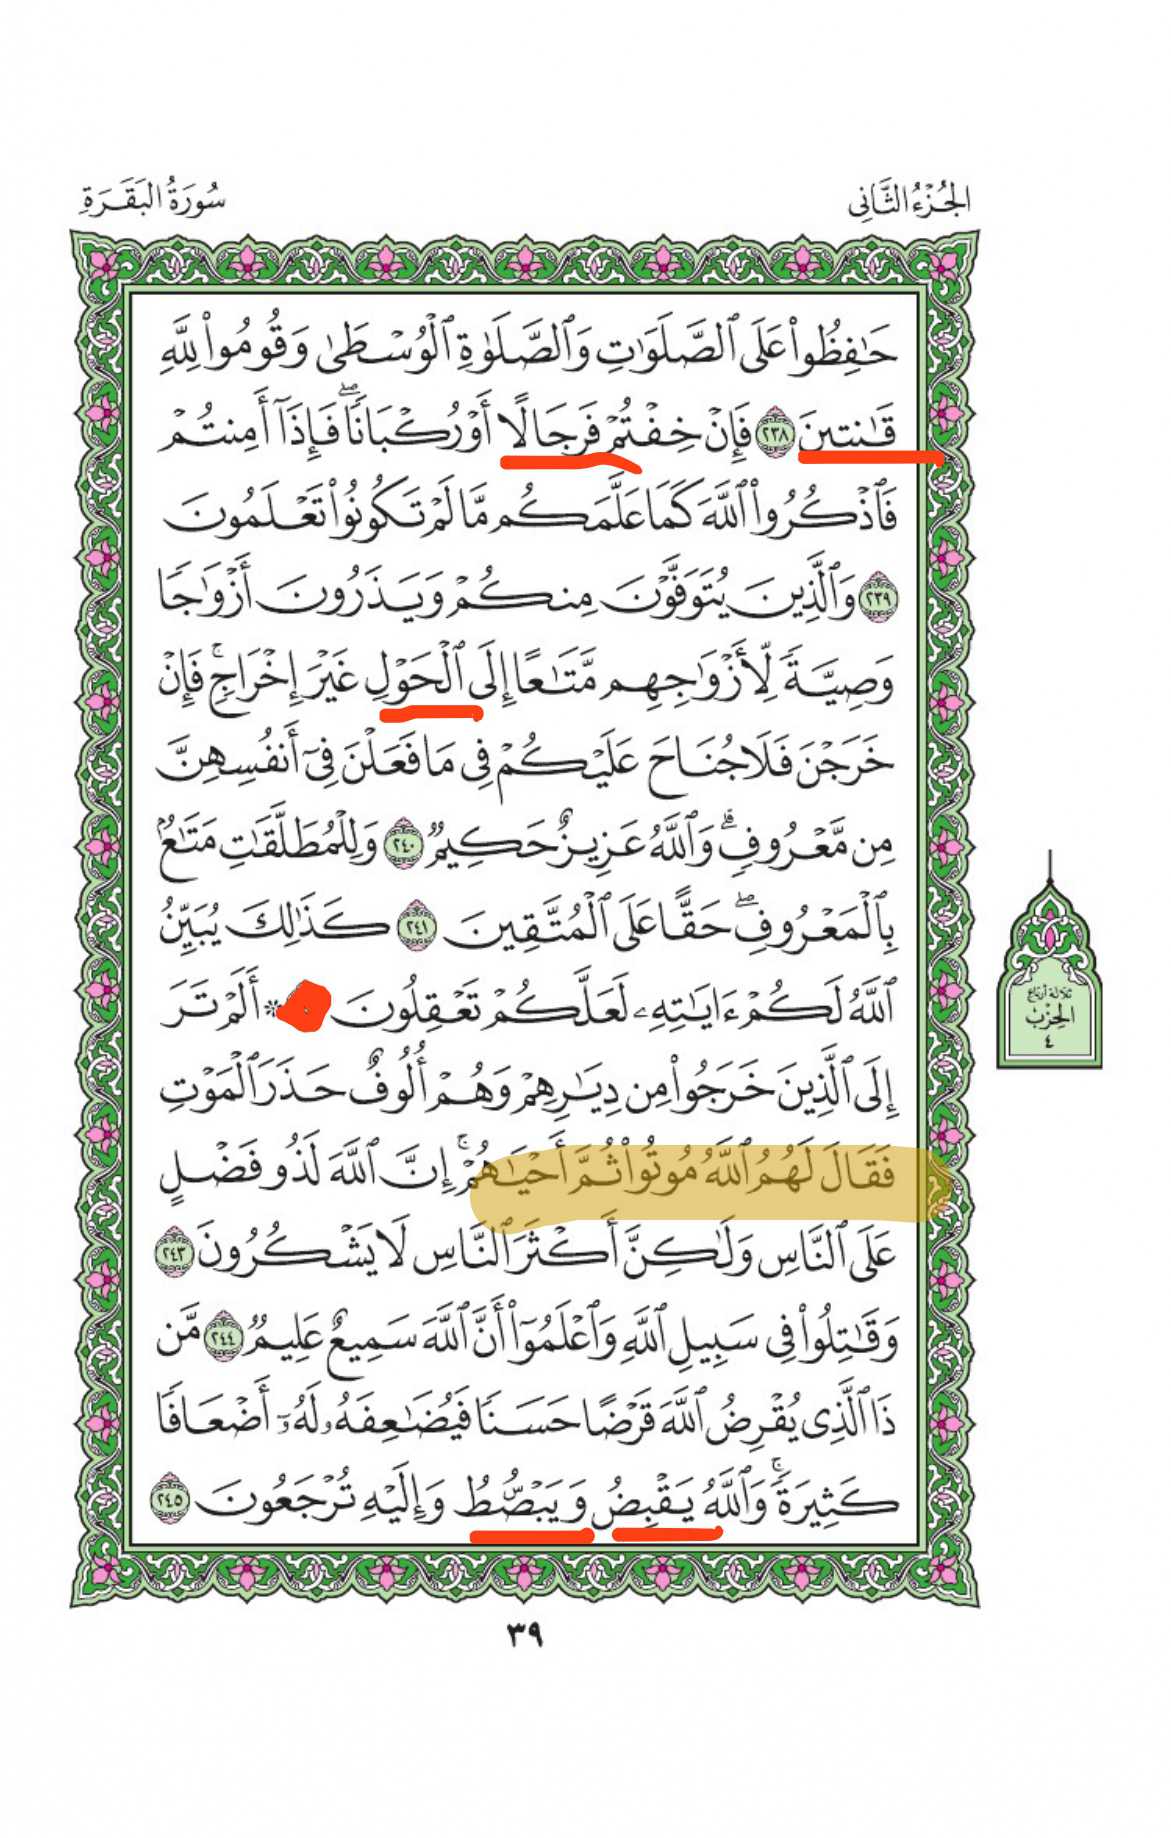 الجُزْءُ الثَّانِي
سُورَةُ البَقَرَةِ
حَٰفِظُوا۟ عَلَى ٱلصَّلَوَٰتِ وَٱلصَّلَوٰةِ ٱلْوُسْطَىٰ وَقُومُوا۟ لِلَّهِ
قَٰنِتِينَ ٢٣٨ فَإِنْ خِفْتُمْ فَرِجَالًا أَوْ رُكْبَانًۭا ۖ فَإِذَآ أَمِنتُمْ
فَٱذْكُرُوا۟ ٱللَّهَ كَمَا عَلَّمَكُم مَّا لَمْ تَكُونُوا۟ تَعْلَمُونَ
٢٣٩ وَٱلَّذِينَ يُتَوَفَّوْنَ مِنكُمْ وَيَذَرُونَ أَزْوَٰجًۭا
وَصِيَّةًۭ لِّأَزْوَٰجِهِم مَّتَٰعًا إِلَى ٱلْحَوْلِ غَيْرَ إِخْرَاجٍۢ ۚ فَإِنْ
خَرَجْنَ فَلَا جُنَاحَ عَلَيْكُمْ فِى مَا فَعَلْنَ فِىٓ أَنفُسِهِنَّ
مِن مَّعْرُوفٍۢ ۗ وَٱللَّهُ عَزِيزٌ حَكِيمٌۭ ٢٤٠ وَلِلْمُطَلَّقَٰتِ مَتَٰعٌۢ
بِٱلْمَعْرُوفِ ۖ حَقًّا عَلَى ٱلْمُتَّقِينَ ٢٤١ كَذَٰلِكَ يُبَيِّنُ
ٱللَّهُ لَكُمْ ءَايَٰتِهِۦ لَعَلَّكُمْ تَعْقِلُونَ * أَلَمْ تَرَ
إِلَى ٱلَّذِينَ خَرَجُوا۟ مِن دِيَٰرِهِمْ وَهُمْ أُلُوفٌ حَذَرَ ٱلْمَوْتِ
فَقَالَ لَهُمُ ٱللَّهُ مُوتُوا۟ ثُمَّ أَحْيَٰهُمْ ۚ إِنَّ ٱللَّهَ لَذُو فَضْلٍ
عَلَى ٱلنَّاسِ وَلَٰكِنَّ أَكْثَرَ ٱلنَّاسِ لَا يَشْكُرُونَ ٢٤٣
وَقَٰتِلُوا۟ فِى سَبِيلِ ٱللَّهِ وَٱعْلَمُوٓا۟ أَنَّ ٱللَّهَ سَمِيعٌ عَلِيمٌۭ ٢٤٤ مَّن
ذَا ٱلَّذِى يُقْرِضُ ٱللَّهَ قَرْضًا حَسَنًۭا فَيُضَٰعِفَهُۥ لَهُۥٓ أَضْعَافًۭا
كَثِيرَةًۭ ۚ وَٱللَّهُ يَقْبِضُ وَيَبْصُۜطُ وَإِلَيْهِ تُرْجَعُونَ ٢٤٥
ثَلاثَة أَرْبَاع
الحِزْب
٤
٣٩